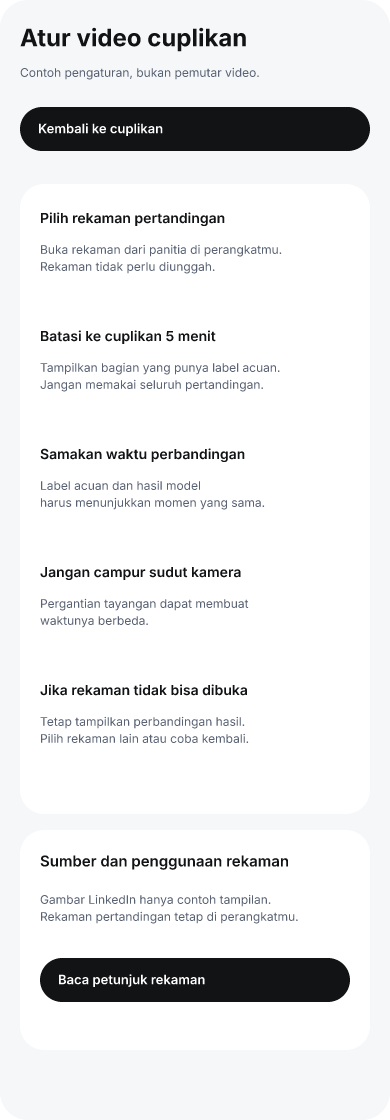 Atur video cuplikan
Contoh pengaturan, bukan pemutar video.
Kembali ke cuplikan
Pilih rekaman pertandingan
Buka rekaman dari panitia di perangkatmu.
Rekaman tidak perlu diunggah.
Batasi ke cuplikan 5 menit
Tampilkan bagian yang punya label acuan.
Jangan memakai seluruh pertandingan.
Samakan waktu perbandingan
Label acuan dan hasil model
harus menunjukkan momen yang sama.
Jangan campur sudut kamera
Pergantian tayangan dapat membuat
waktunya berbeda.
Jika rekaman tidak bisa dibuka
Tetap tampilkan perbandingan hasil.
Pilih rekaman lain atau coba kembali.
Sumber dan penggunaan rekaman
Gambar LinkedIn hanya contoh tampilan.
Rekaman pertandingan tetap di perangkatmu.
Baca petunjuk rekaman